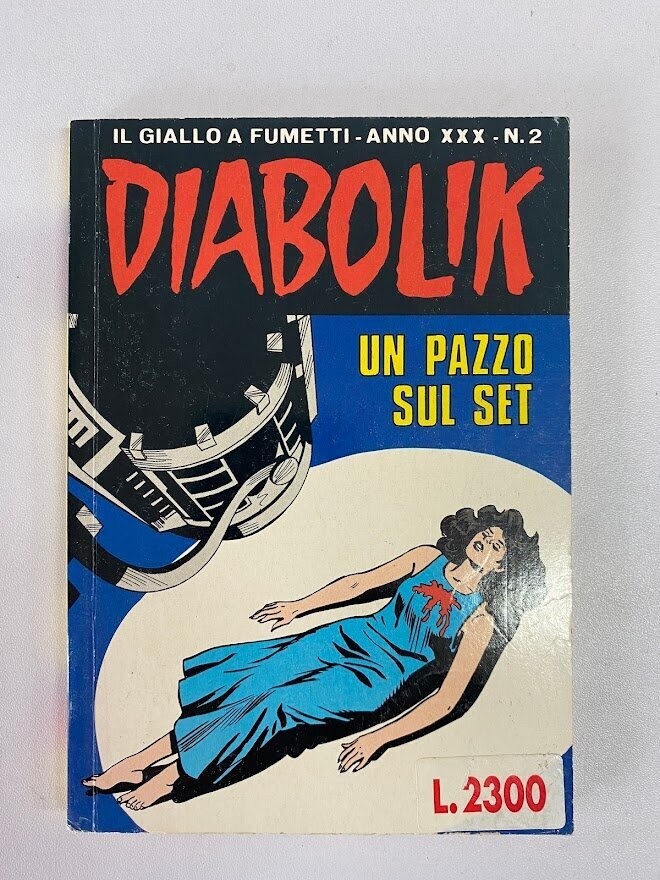 IL GIALLO A FUMETTI - ANNO XXX - N.2
DIABOLIK
UN PAZZO
SUL SET
L.2300